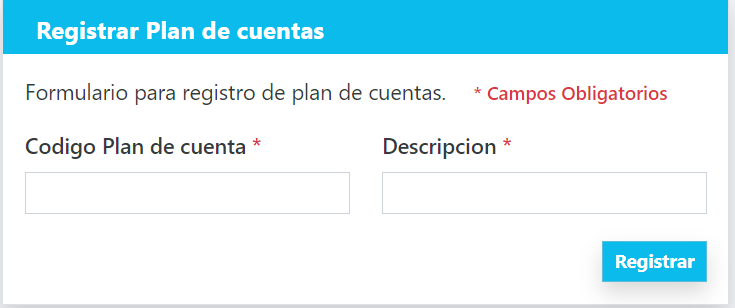 Registrar Plan de cuentas
Formulario para registro de plan de cuentas. * Campos Obligatorios
Codigo Plan de cuenta * Descripcion *
Registrar